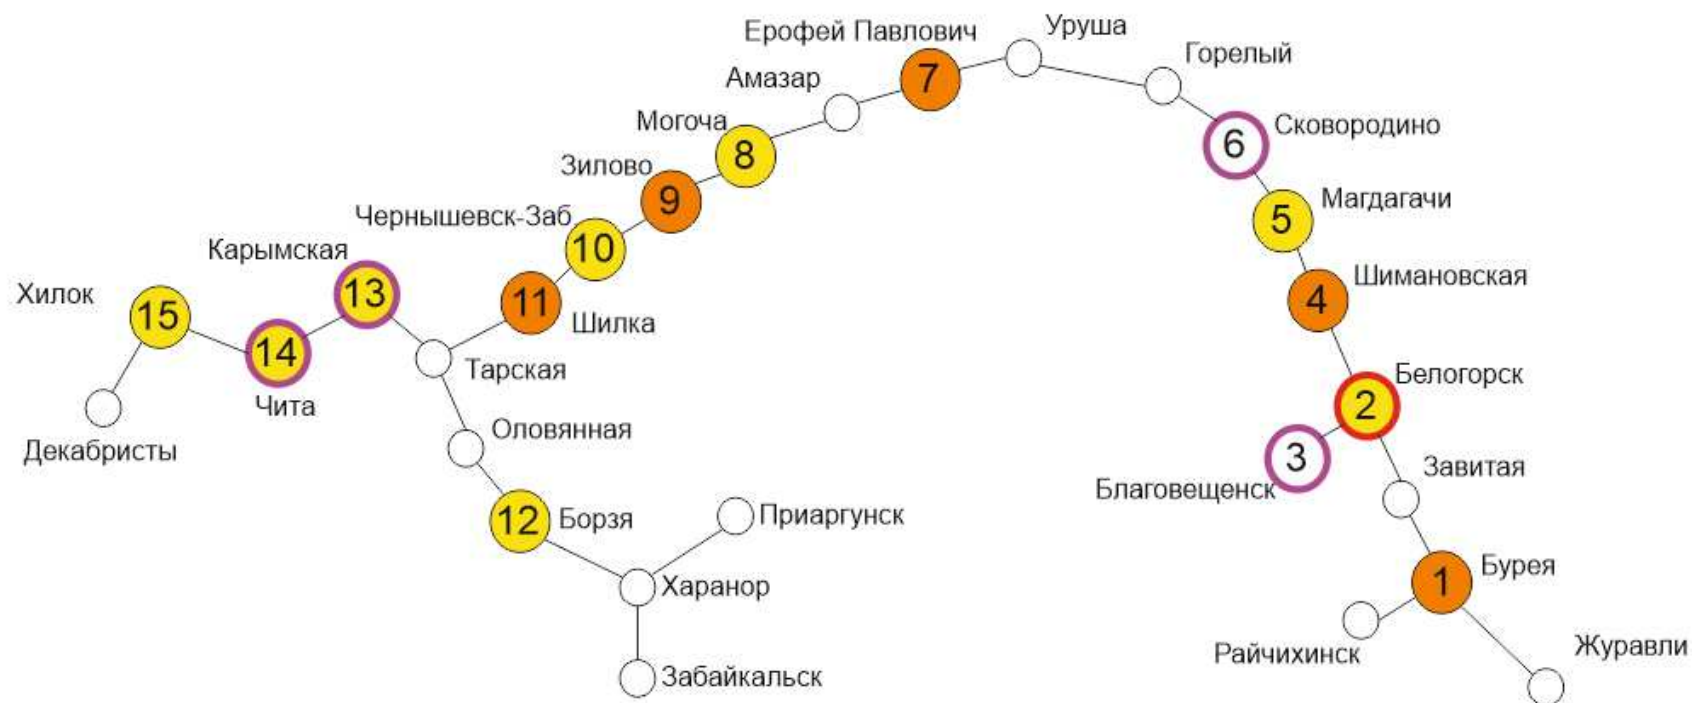 Ерофей Павлович
Уруша
Горелый
Амазар
7
Могоча
Сковородино
6
Зилово
8
Магдагачи
9
5
Чернышевск-Заб
10
Карымская
Шимановская
13
4
Хилок
11
15
Шилка
14
Тарская
Белогорск
2
Чита
Оловянная
3
Завитая
Декабристы
Благовещенск
12
Борзя
Приаргунск
Бурея
1
Харанор
Райчихинск
Журавли
Забайкальск